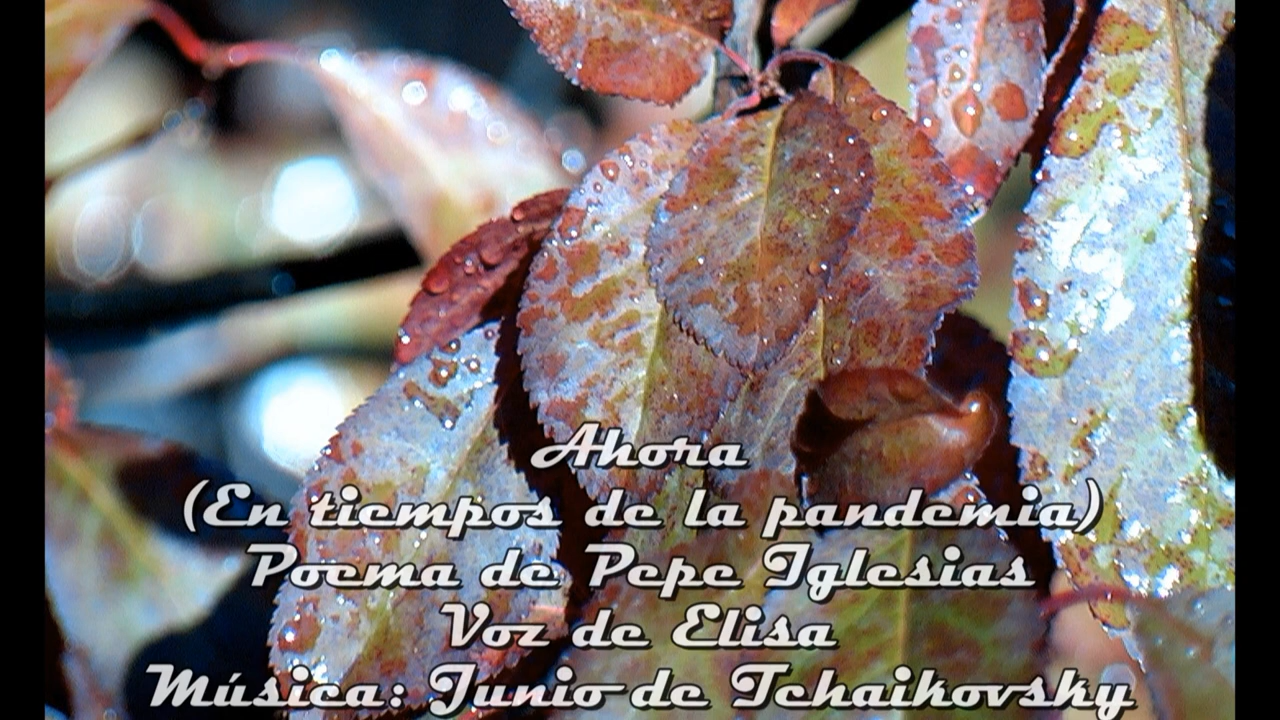 Ahora
(En tiempos de la pandemia)
Poema de Pepe Iglesias
Voz de Elisa
Música: Junio de Tchaikovsky